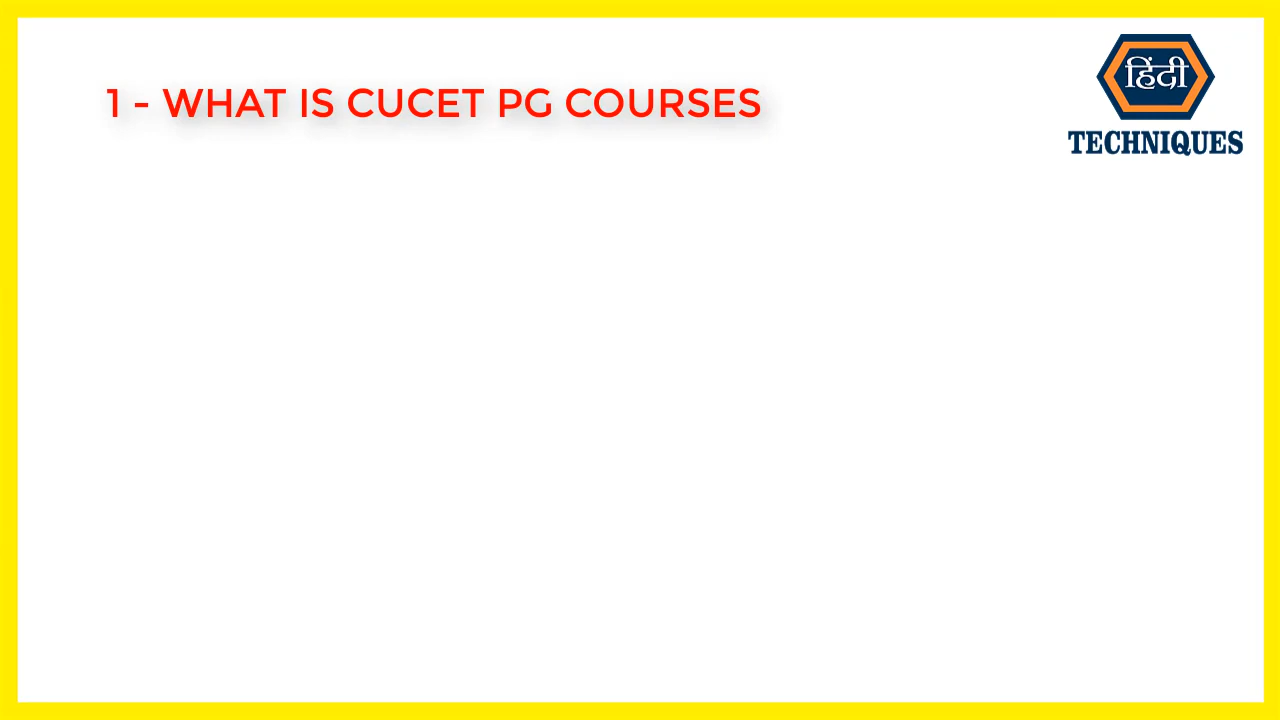 1 - WHAT IS CUCET PG COURSES
हिंदी
TECHNIQUES